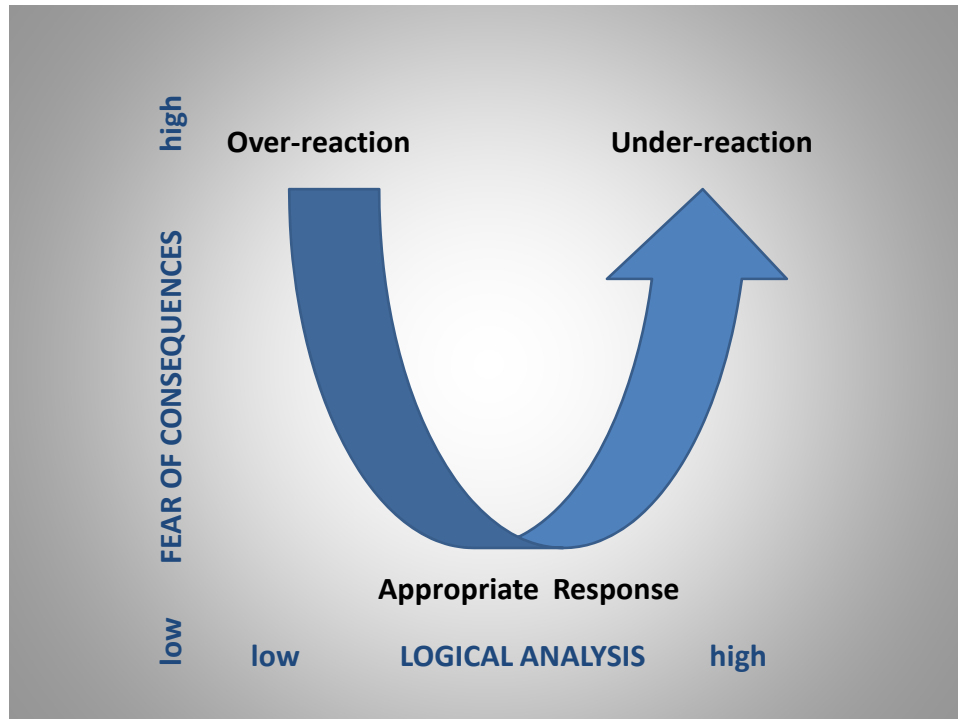 high
FEAR OF CONSEQUENCES
low
Over-reaction
Under-reaction
Appropriate Response
low
LOGICAL ANALYSIS
high